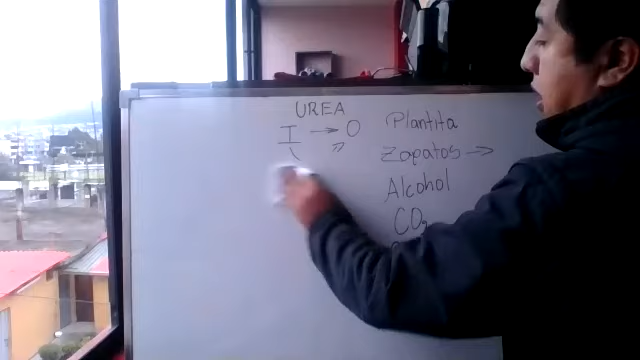 UREA
I → O
Plantita
Zapatos →
Alcohol
CO₂